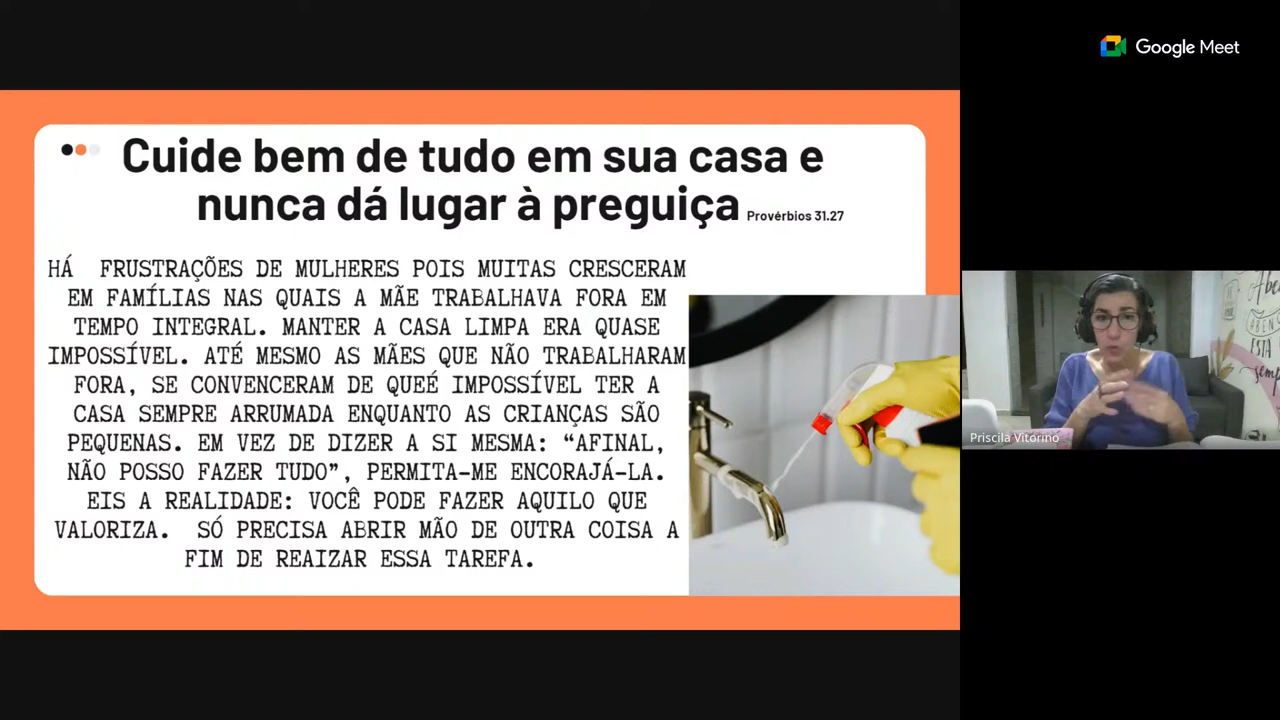 Google Meet
Cuide bem de tudo em sua casa e
nunca dá lugar à preguiça Provérbios 31.27
HÁ FRUSTRAÇÕES DE MULHERES POIS MUITAS CRESCERAM
EM FAMÍLIAS NAS QUAIS A MÃE TRABALHAVA FORA EM
TEMPO INTEGRAL. MANTER A CASA LIMPA ERA QUASE
IMPOSSÍVEL. ATÉ MESMO AS MÃES QUE NÃO TRABALHARAM
FORA, SE CONVENCERAM DE QUEÉ IMPOSSÍVEL TER A
CASA SEMPRE ARRUMADA ENQUANTO AS CRIANÇAS SÃO
PEQUENAS. EM VEZ DE DIZER A SI MESMA: “AFINAL,
NÃO POSSO FAZER TUDO”, PERMITA-ME ENCORAJÁ-LA.
EIS A REALIDADE: VOCÊ PODE FAZER AQUILO QUE
VALORIZA. SÓ PRECISA ABRIR MÃO DE OUTRA COISA A
FIM DE REAIZAR ESSA TAREFA.
Priscila Vitorino